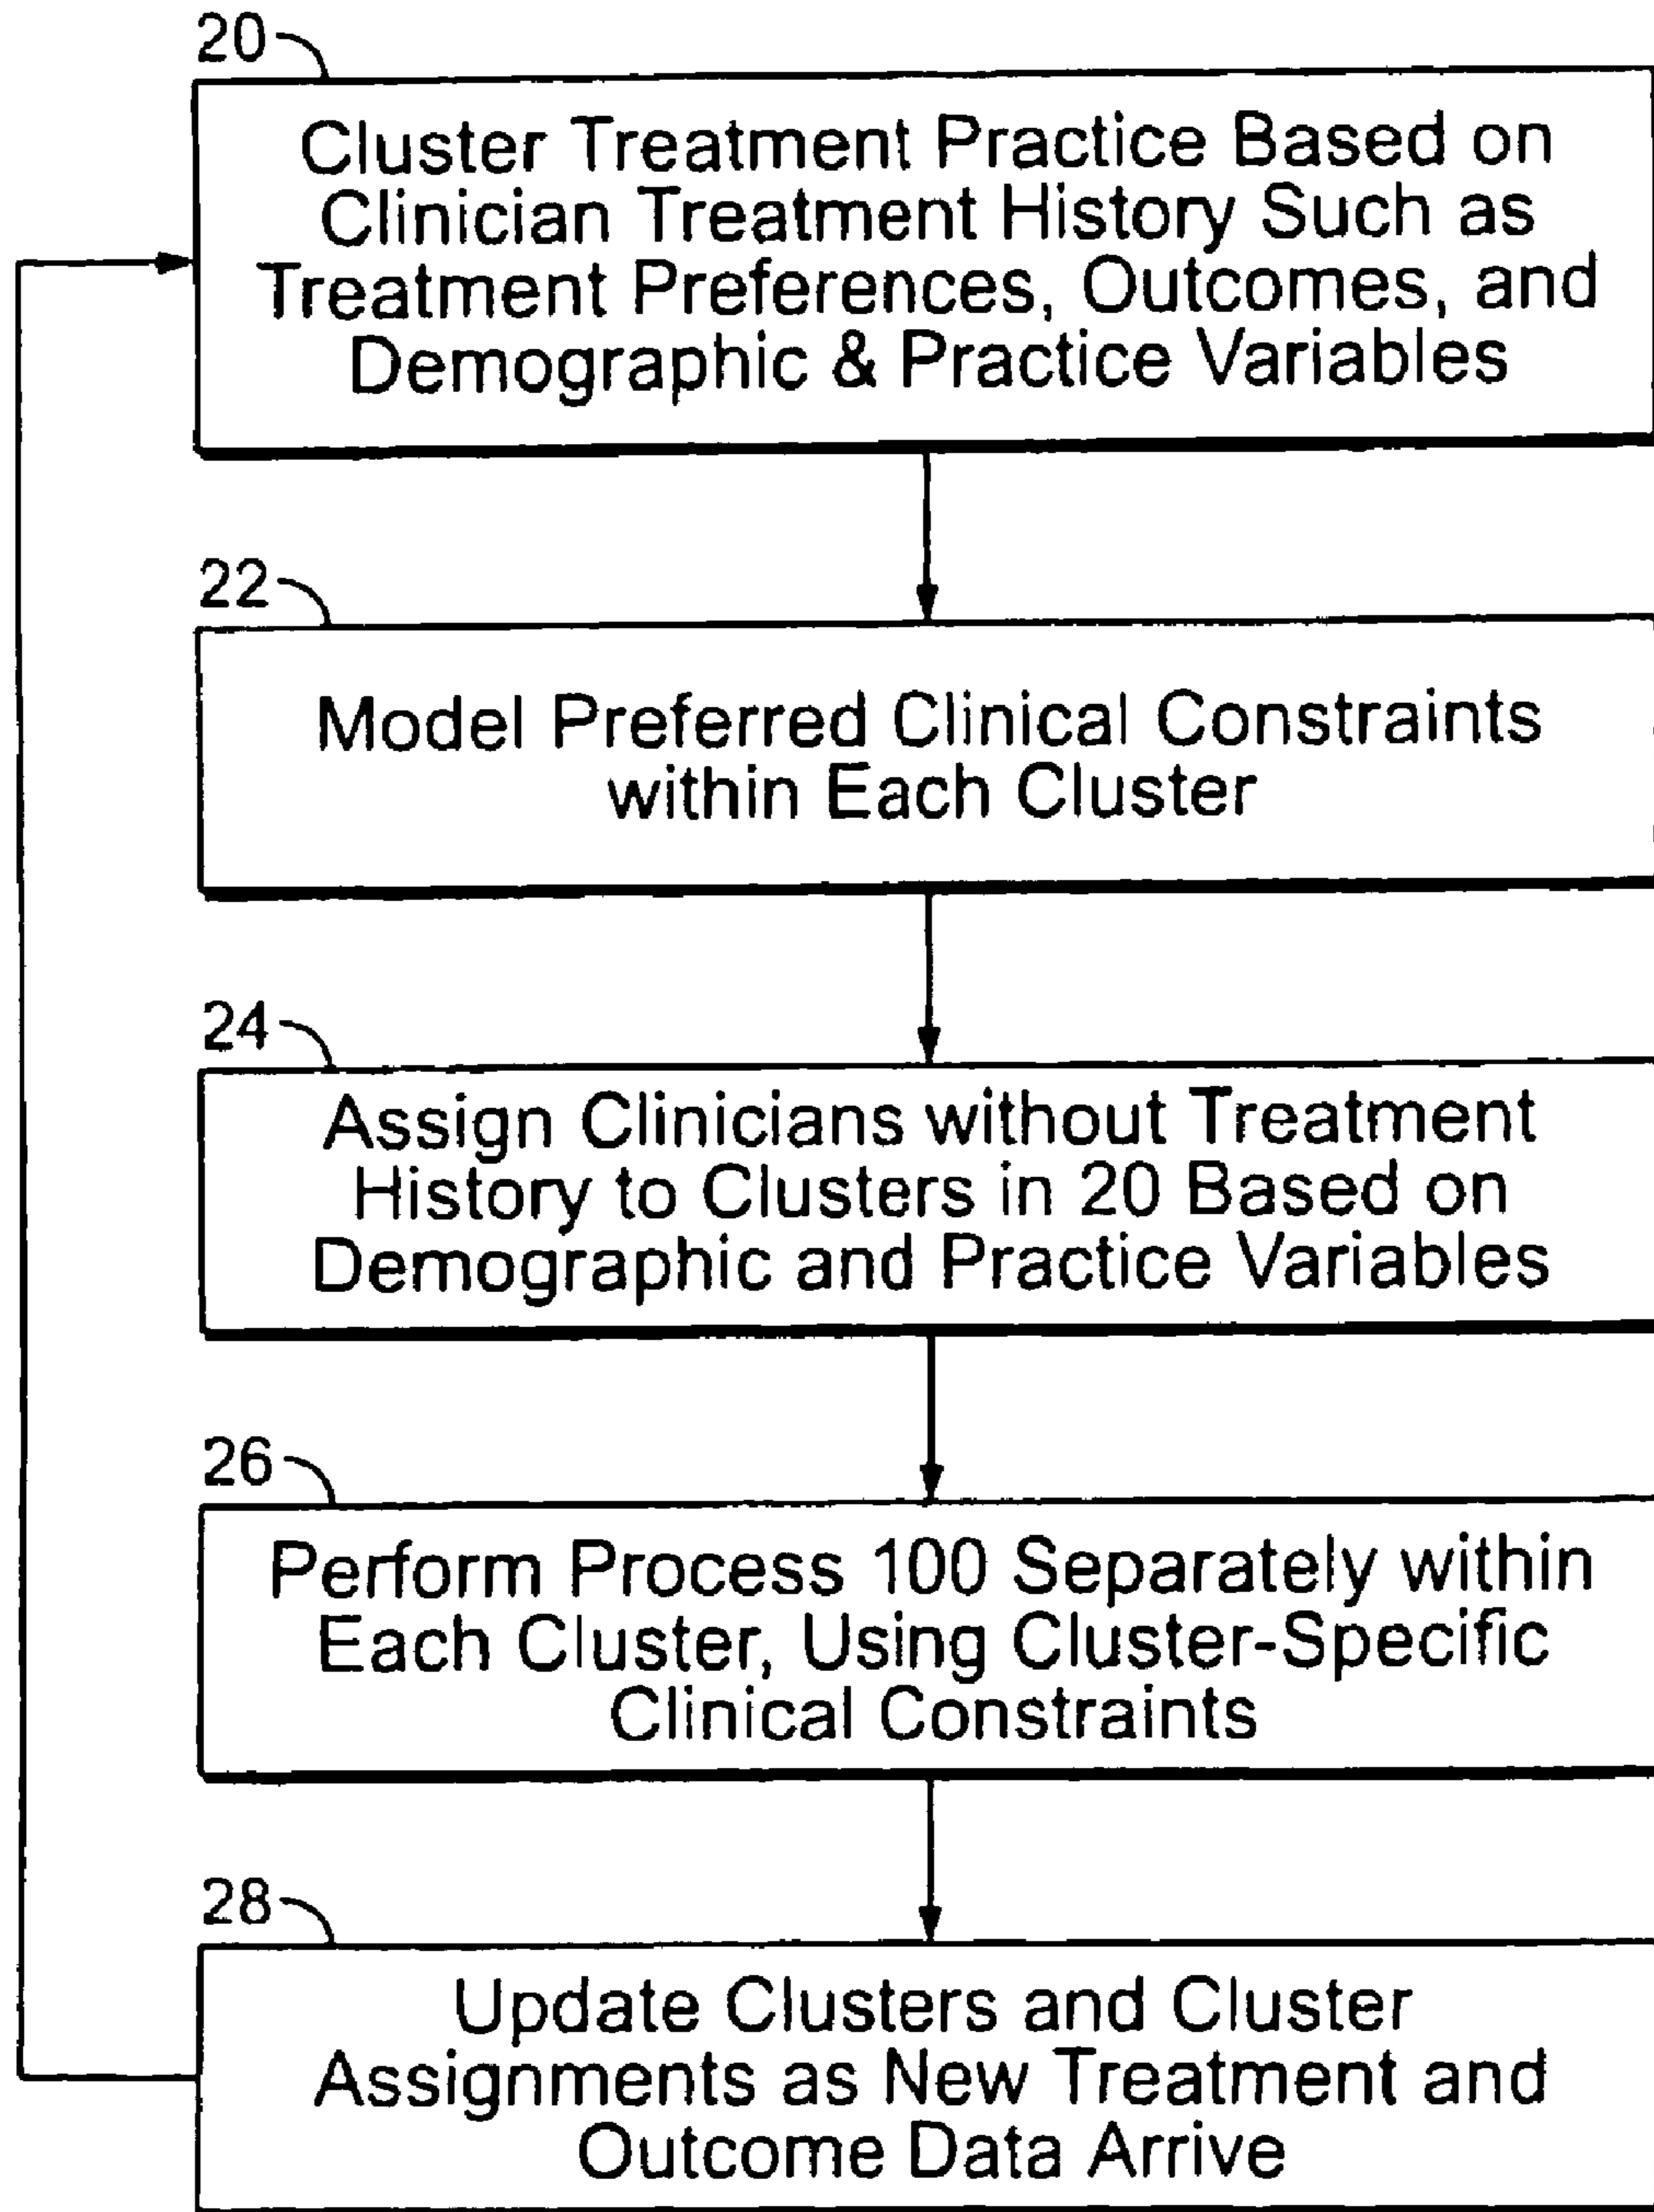 20
Cluster Treatment Practice Based on
Clinician Treatment History Such as
Treatment Preferences, Outcomes, and
Demographic & Practice Variables
22
Model Preferred Clinical Constraints
within Each Cluster
24
Assign Clinicians without Treatment
History to Clusters in 20 Based on
Demographic and Practice Variables
26
Perform Process 100 Separately within
Each Cluster, Using Cluster-Specific
Clinical Constraints
28
Update Clusters and Cluster
Assignments as New Treatment and
Outcome Data Arrive